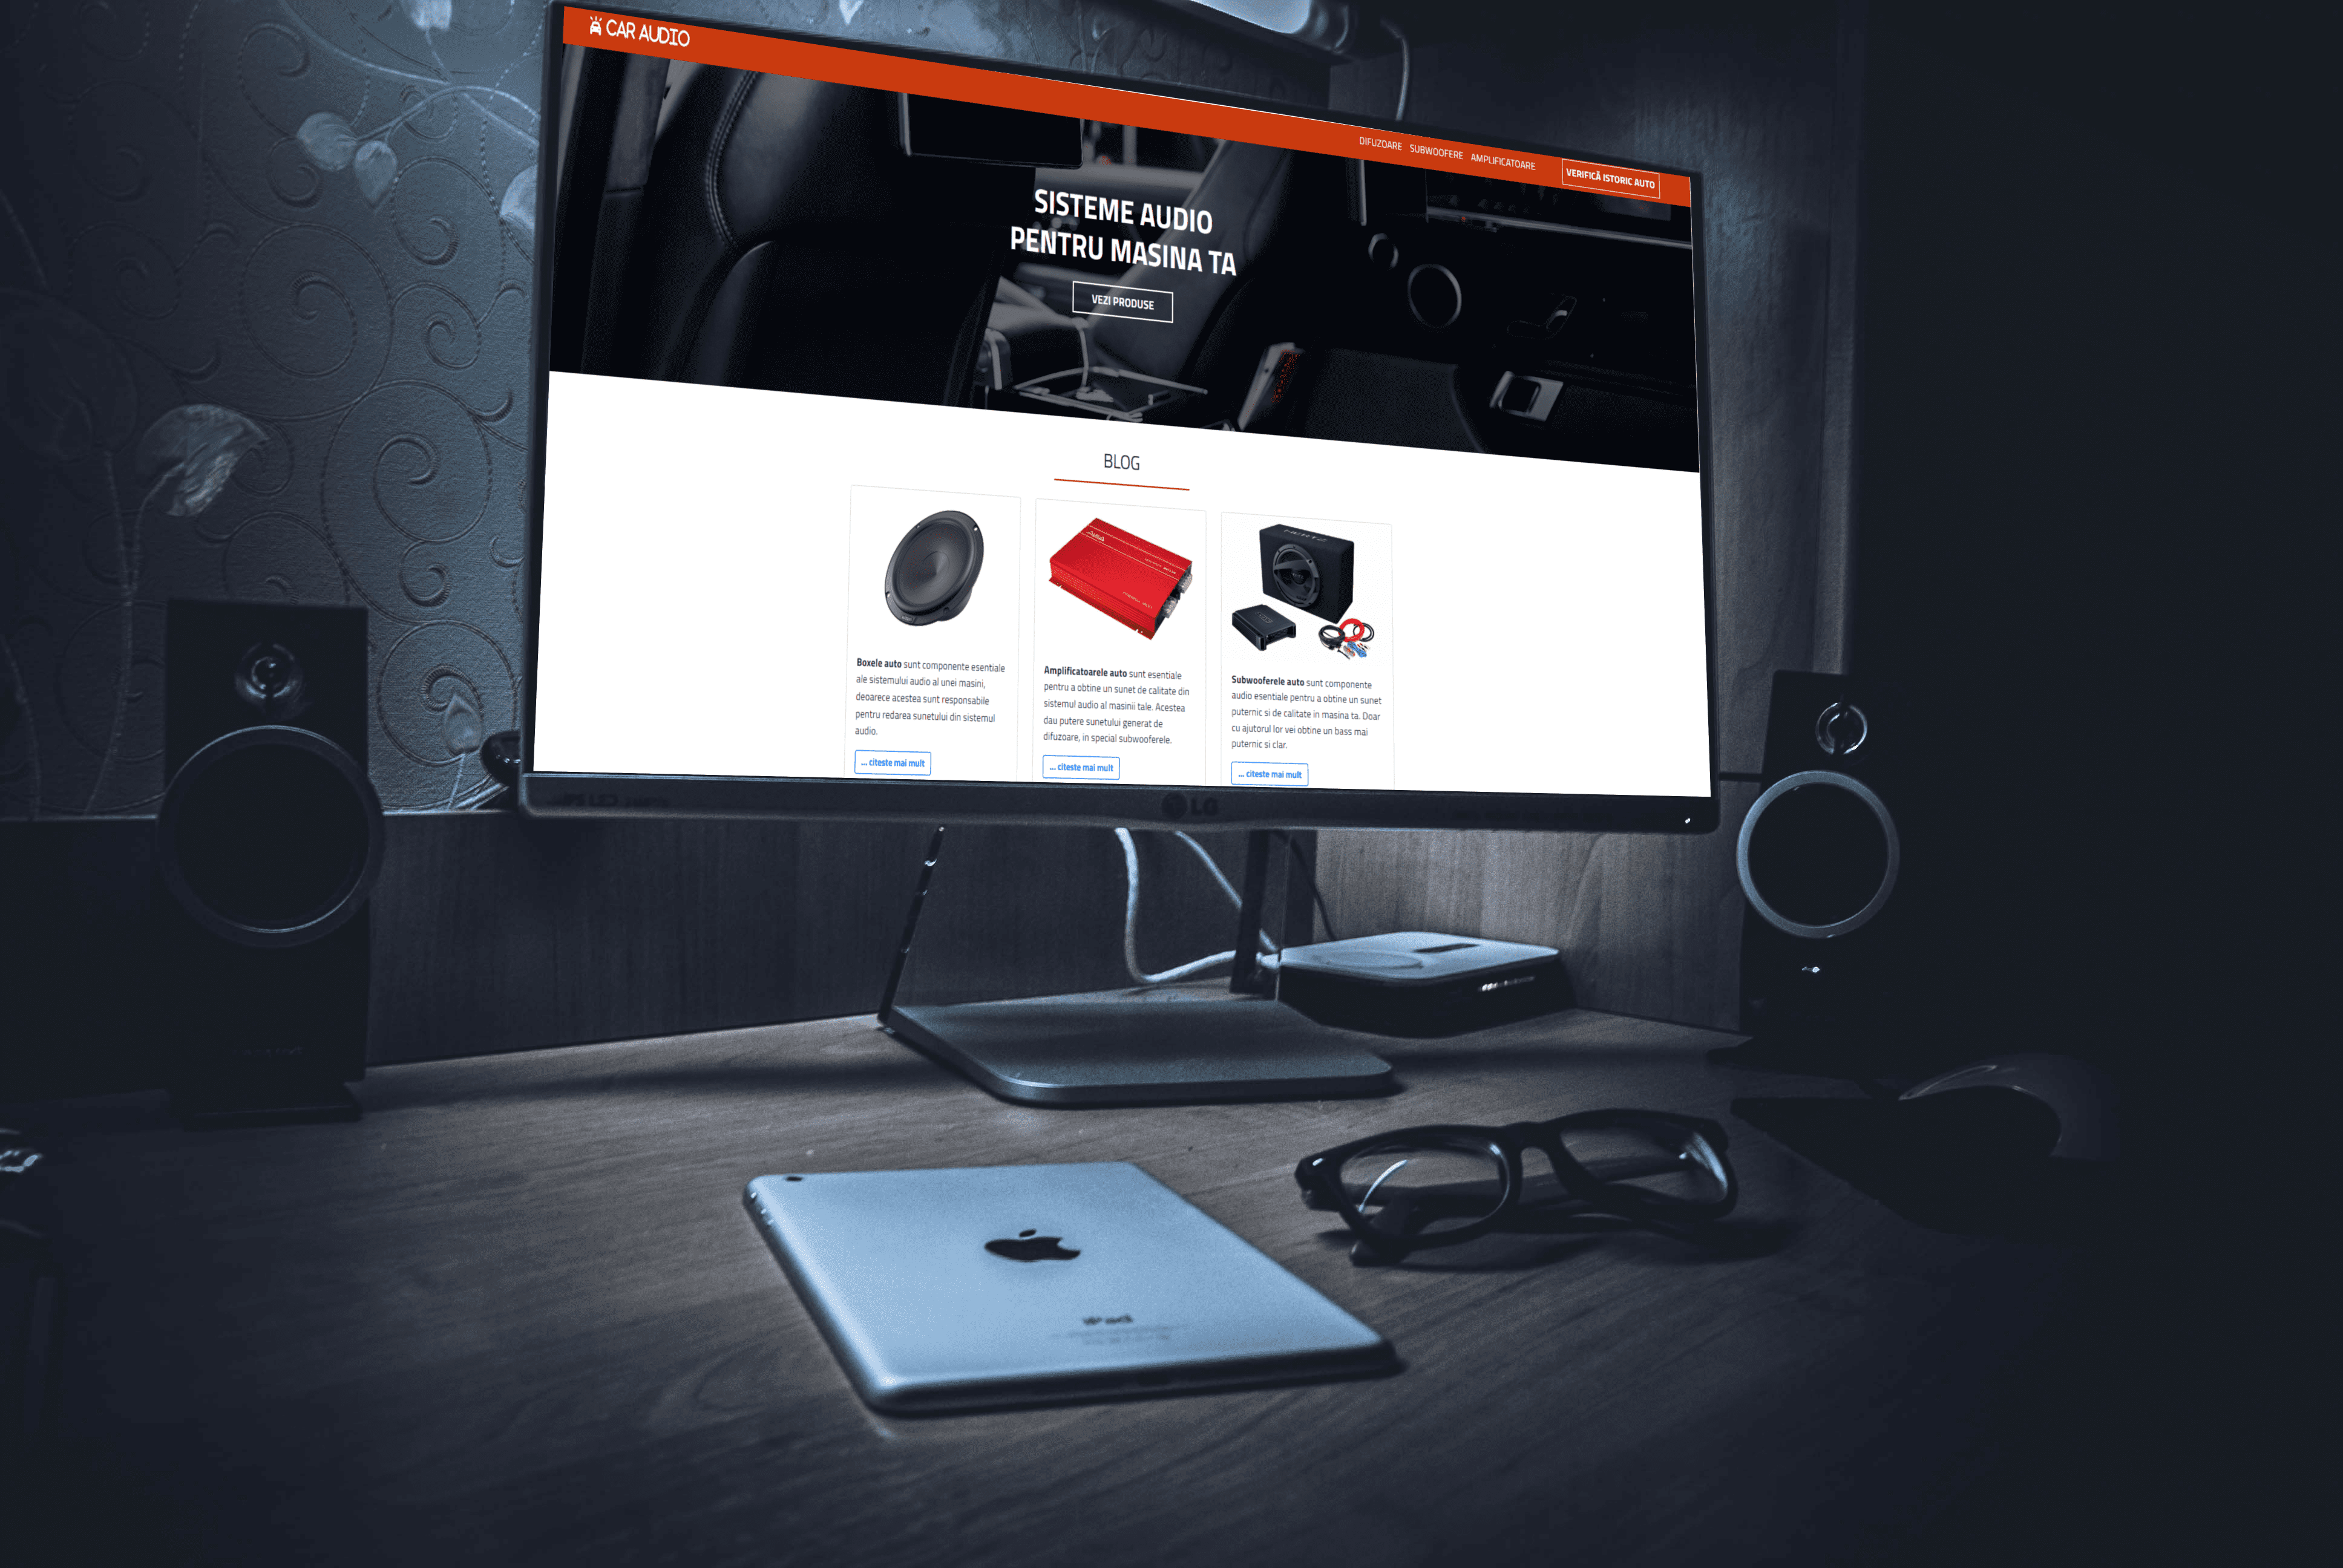 CAR AUDIO
DIFUZOARE SUBWOOFERE AMPLIFICATOARE VERIFICĂ ISTORIC AUTO
SISTEME AUDIO
PENTRU MASINA TA
VEZI PRODUSE
BLOG
Boxele auto sunt componente esentiale
ale sistemului audio al unei masini,
deoarece acestea sunt responsabile
pentru redarea sunetului din sistemul
audio.
... citeste mai mult
Amplificatoarele auto sunt esentiale
pentru a obtine un sunet de calitate din
sistemul audio al masinii tale. Acestea
dau putere sunetului generat de
difuzoare, in special subwooferele.
... citeste mai mult
HERTZ
Subwooferele auto sunt componente
audio esentiale pentru a obtine un sunet
puternic si de calitate in masina ta. Doar
cu ajutorul lor vei obtine un bass mai
puternic si clar.
... citeste mai mult
LG
iPad